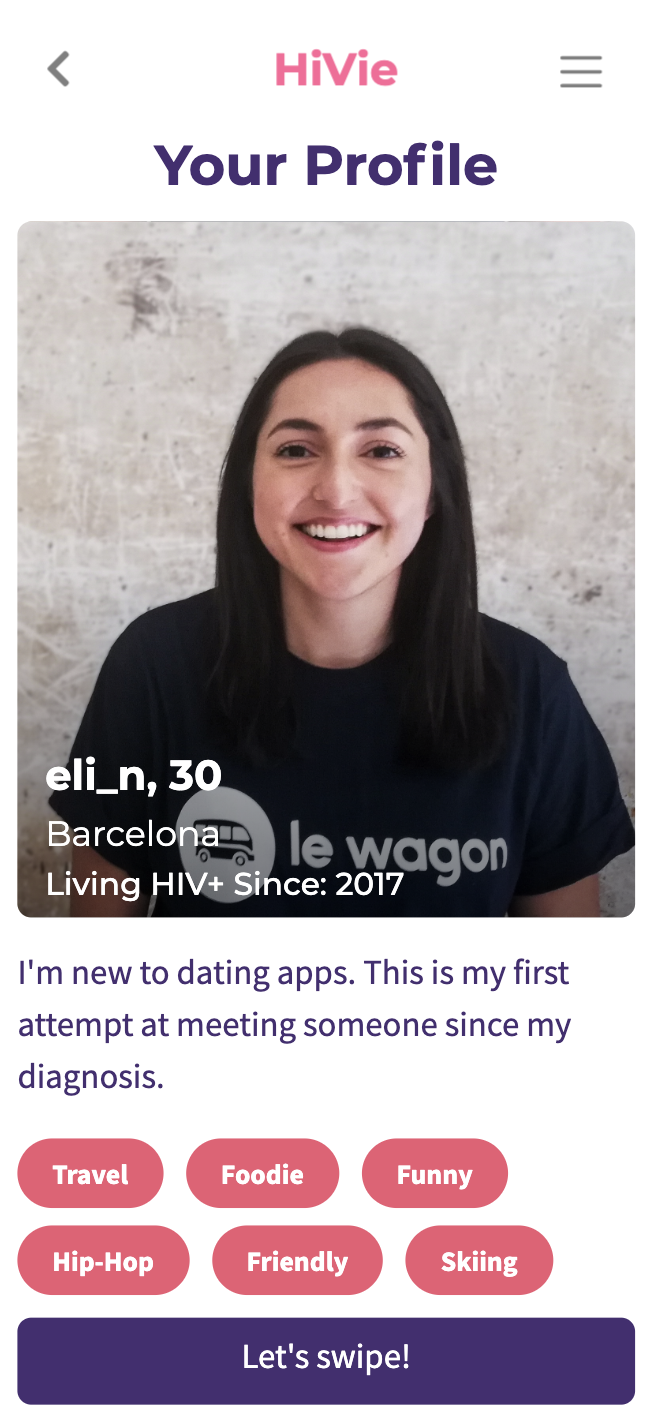 HiVie
Your Profile
le wagon
eli_n, 30
Barcelona
Living HIV+ Since: 2017
I'm new to dating apps. This is my first
attempt at meeting someone since my
diagnosis.
Travel
Foodie
Funny
Hip-Hop
Friendly
Skiing
Let's swipe!